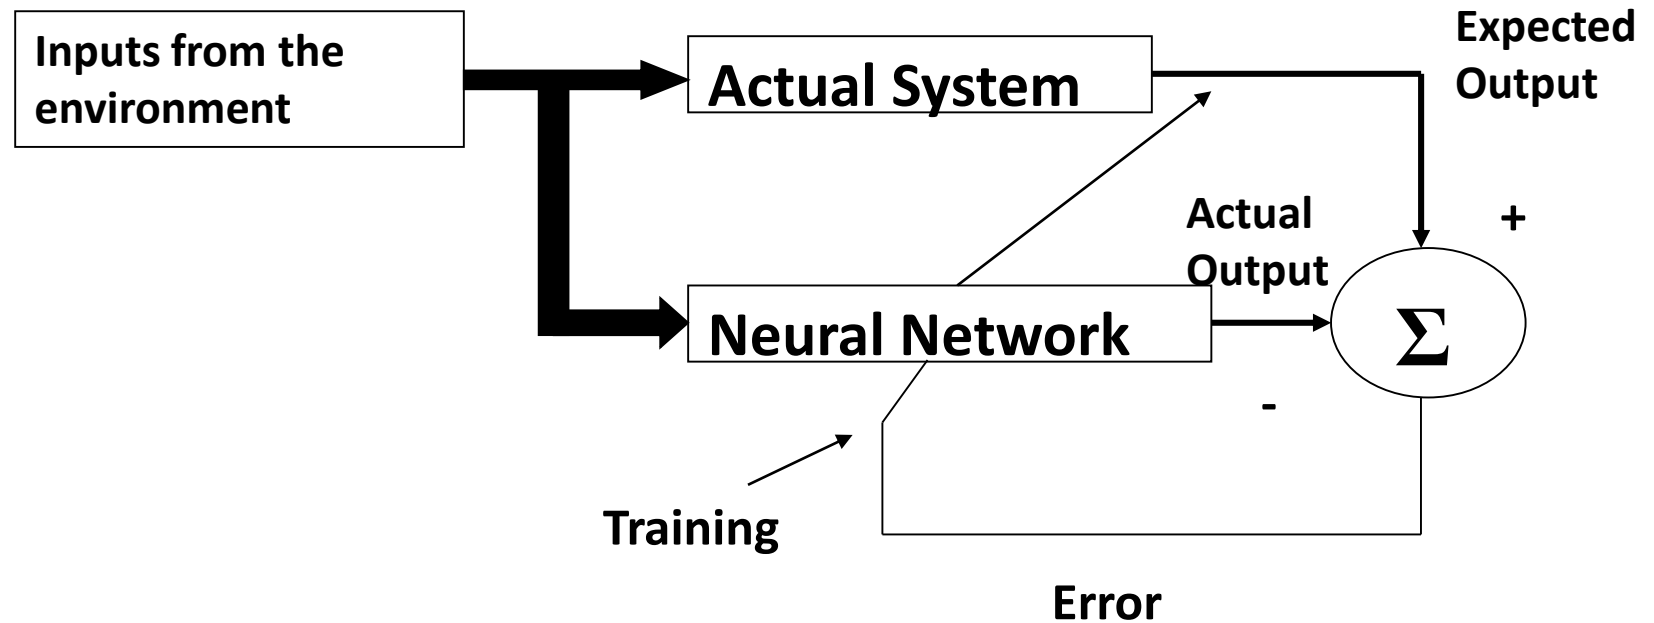 Inputs from the
environment
Actual System
Expected
Output
Actual
Output
+
Neural Network
Σ
-
Training
Error